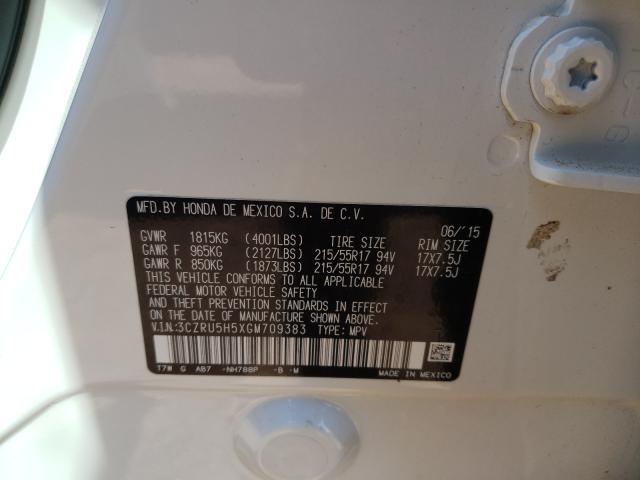 MFD.BY HONDA DE MEXICO S.A. DE C.V.
06/'15
GVWR 1815KG (4001LBS) TIRE SIZE RIM SIZE
GAWR F 965KG (2127LBS) 215/55R17 94V 17X7.5J
GAWR R 850KG (1873LBS) 215/55R17 94V 17X7.5J
THIS VEHICLE CONFORMS TO ALL APPLICABLE
FEDERAL MOTOR VEHICLE SAFETY
AND THEFT PREVENTION STANDARDS IN EFFECT
ON THE DATE OF MANUFACTURE SHOWN ABOVE.
V.I.N:3CZRU5H5XGM709383 TYPE: MPV
T7W G AB7 -NH788P -B -M
MADE IN MEXICO